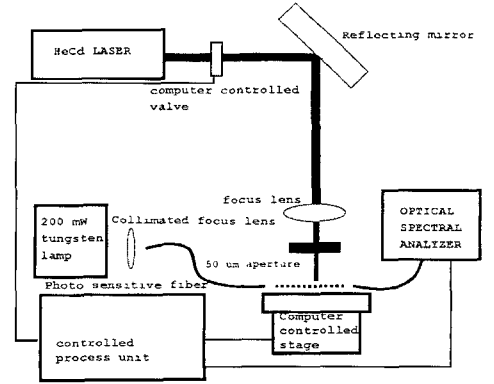 Reflecting mirror
HeCd LASER
computer controlled
valve
focus lens
200 mW
tungsten
lamp
Collimated focus lens
OPTICAL
SPECTRAL
ANALYZER
50 um aperture
Photo sensitive fiber
Computer
controlled
stage
controlled
process unit